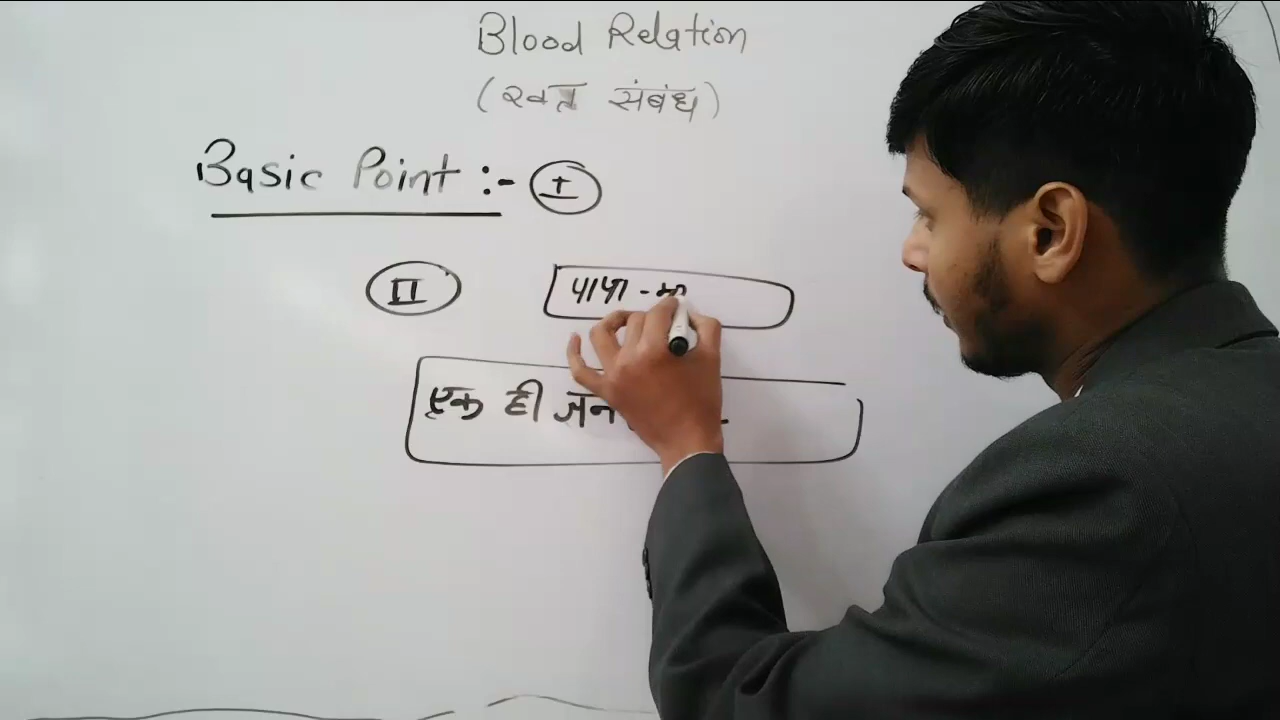 Blood Relation
(रक्त संबंध)
Basic Point :- I
II
पापा -
एक ही